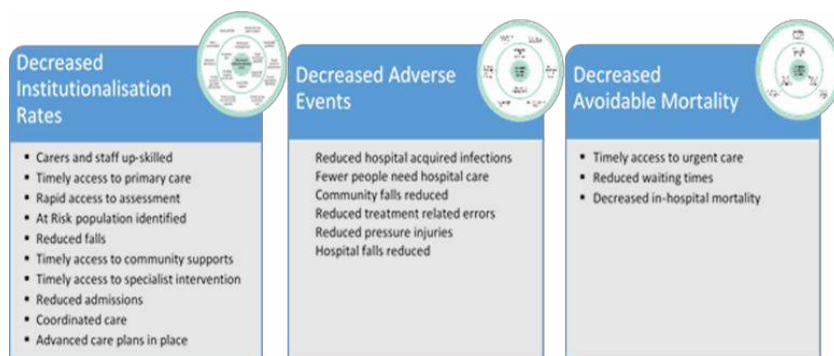 Decreased
Institutionalisation
Rates
Carers and staff up-skilled
Timely access to primary care
Rapid access to assessment
At Risk population identified
Reduced falls
Timely access to community supports
Timely access to specialist intervention
Reduced admissions
Coordinated care
Advanced care plans in place
Decreased Adverse
Events
Reduced hospital acquired infections
Fewer people need hospital care
Community falls reduced
Reduced treatment related errors
Reduced pressure injuries
Hospital falls reduced
Decreased
Avoidable Mortality
Timely access to urgent care
Reduced waiting times
Decreased in-hospital mortality